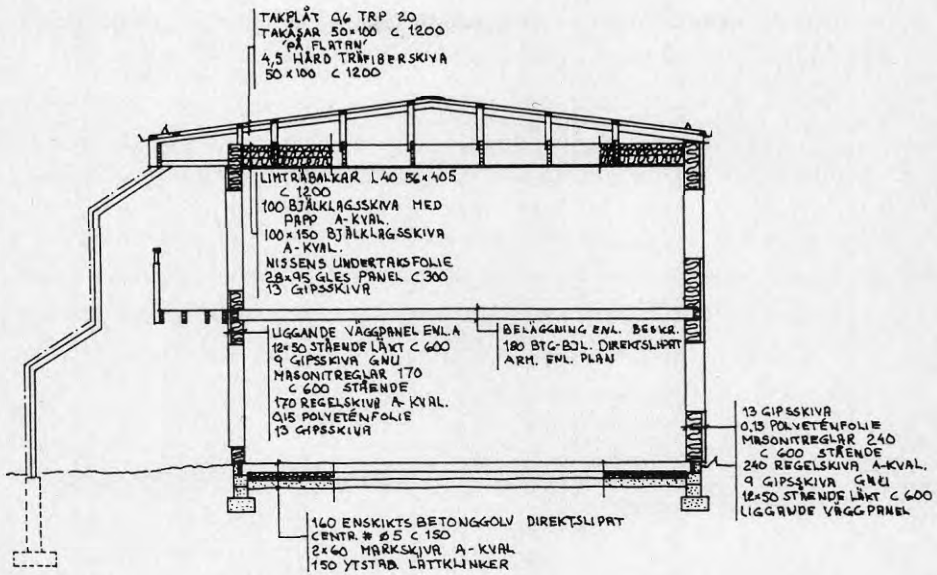 TAKPLÅT 0,6 TRP 20
TAKÅSAR 50×100 C 1200
'PÅ FLATAN'
4,5 HÅRD TRÄFIBERSKIVA
50×100 C 1200
LIMTRÄBALKAR L40 56×405
C 1200
100 BJÄLKLAGSSKIVA MED
PAPP A-KVAL.
100×150 BJÄLKLAGSSKIVA
A-KVAL.
NISSENS UNDERTAKSFOLIE
28×95 GLES PANEL C 300
13 GIPSSKIVA
LIGGANDE VÄGGPANEL ENL. A
12×50 STÅENDE LÄKT C 600
9 GIPSSKIVA GNU
MASONITREGLAR 170
C 600 STÅENDE
170 REGELSKIVA A-KVAL.
0,15 POLYETÉNFOLIE
13 GIPSSKIVA
BELÄGGNING ENL. BESKR.
180 BTG-BJL. DIREKTSLIPAT
ARM. ENL. PLAN
13 GIPSSKIVA
0,15 POLYETÉNFOLIE
MASONITREGLAR 240
C 600 STÅENDE
240 REGELSKIVA A-KVAL.
9 GIPSSKIVA GNU
12×50 STÅENDE LÄKT C 600
LIGGANDE VÄGGPANEL
160 ENSKIKTS BETONGGOLV DIREKTSLIPAT
CENTR. # Ø5 C 150
2×60 MARKSKIVA A-KVAL
150 YTSTAB. LÄTTKLINKER